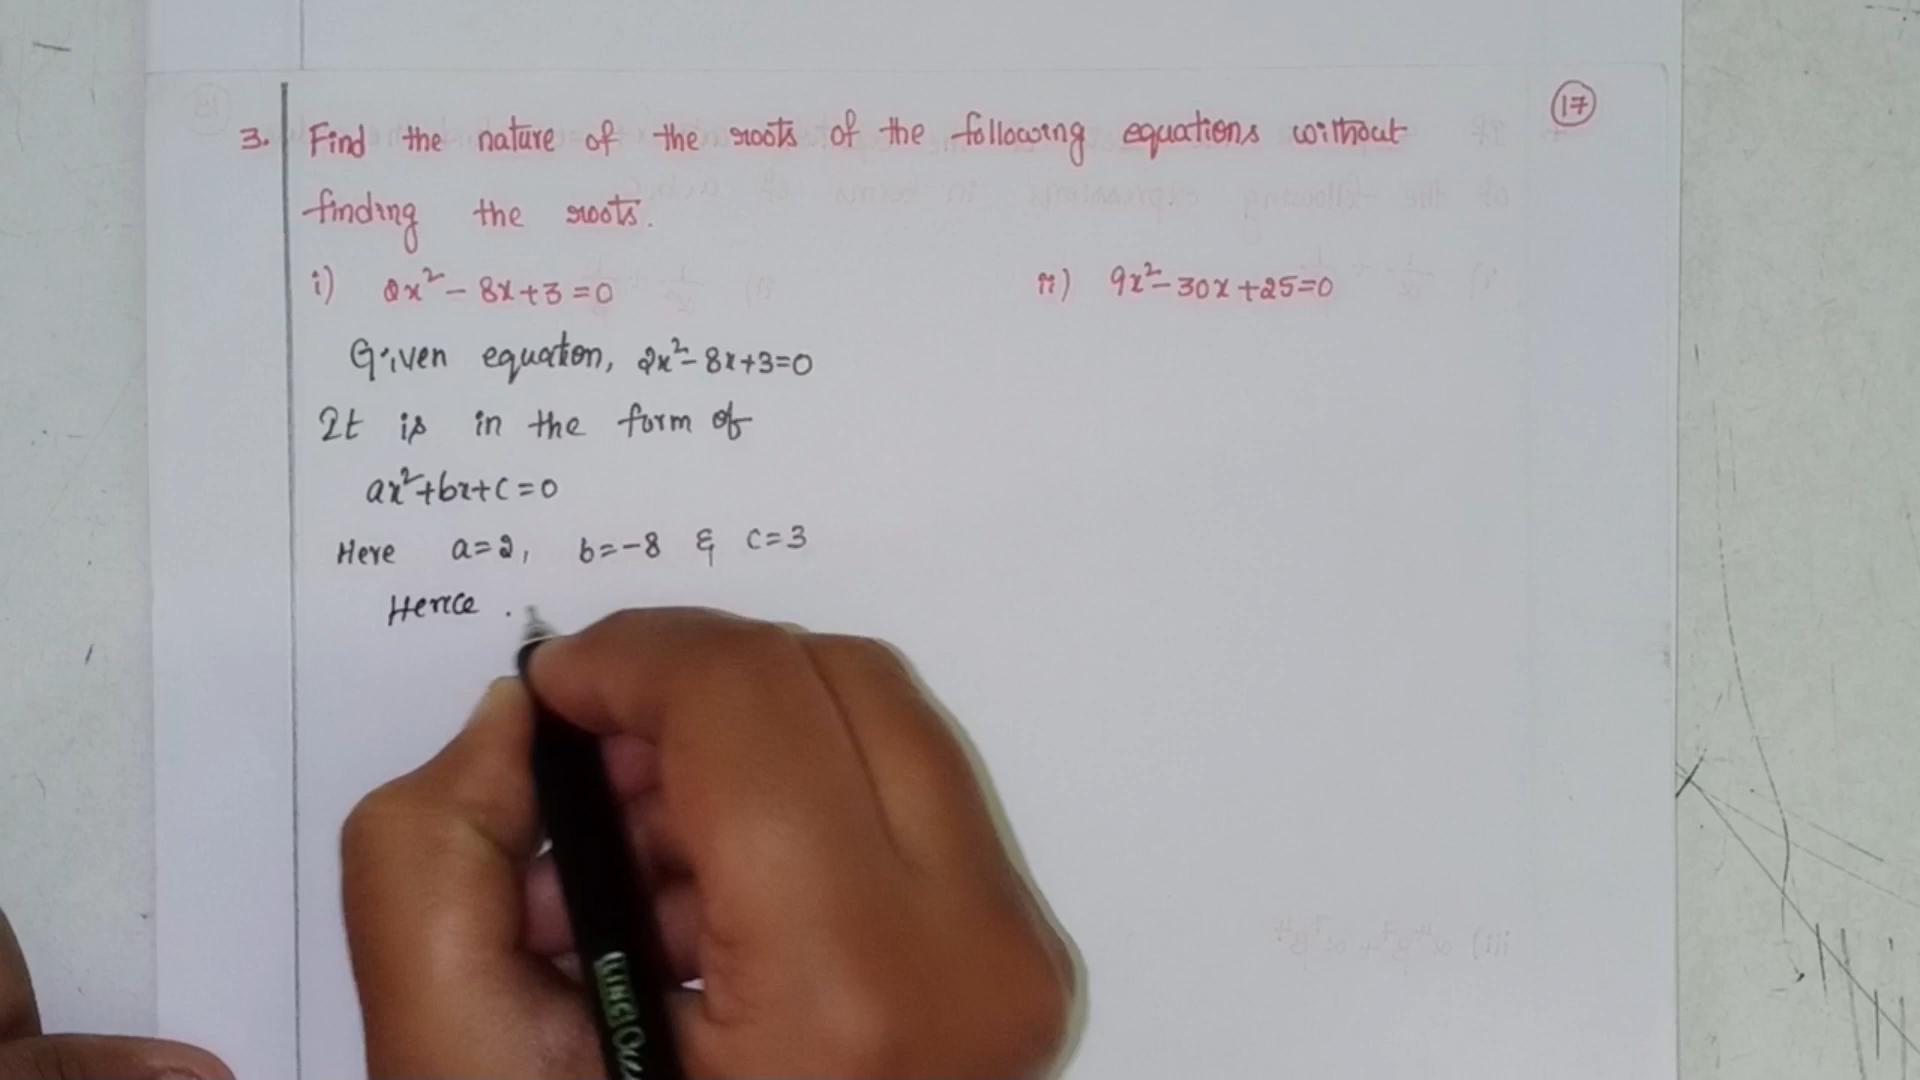 17
3. Find the nature of the roots of the following equations without
finding the roots.
i) 2x² - 8x + 3 = 0
ii) 9x² - 30x + 25 = 0
Given equation, 2x² - 8x + 3 = 0
It is in the form of
ax² + bx + c = 0
Here a = 2, b = -8 & c = 3
Hence